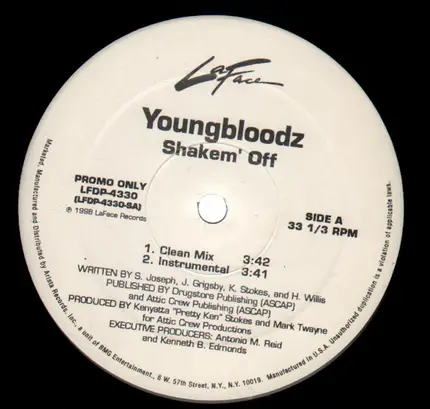 LaFace
Youngbloodz
Shakem' Off
PROMO ONLY
LFDP-4330
(LFDP-4330-SA)
℗ 1998 LaFace Records
SIDE A
33 1/3 RPM
1. Clean Mix 3:42
2. Instrumental 3:41
WRITTEN BY S. Joseph, J. Grigsby, K. Stokes, and H. Willis
PUBLISHED BY Drugstore Publishing (ASCAP)
and Attic Crew Publishing (ASCAP)
PRODUCED BY Kenyatta "Pretty Ken" Stokes and Mark Twayne
for Attic Crew Productions
EXECUTIVE PRODUCERS: Antonio M. Reid
and Kenneth B. Edmonds
Marketed, Manufactured and Distributed by Arista Records, Inc., a unit of BMG Entertainment, 6 W. 57th Street, N.Y., N.Y. 10019. Manufactured in U.S.A. Unauthorized duplication is a violation of applicable laws.